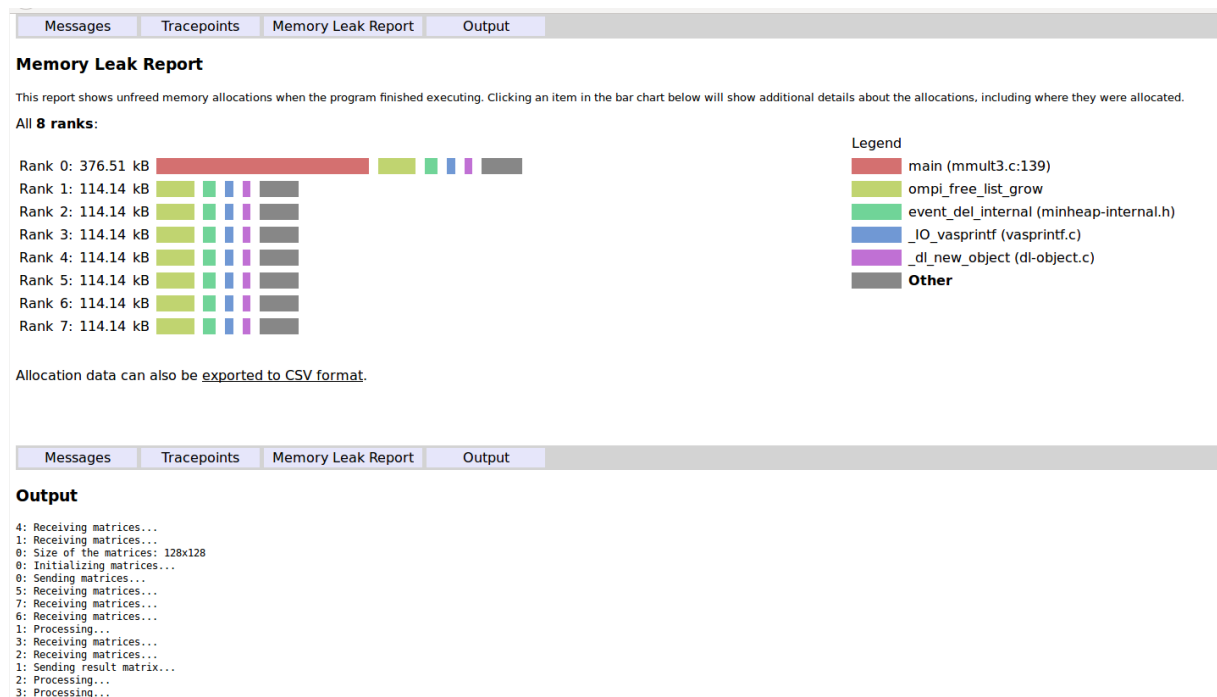 Messages Tracepoints Memory Leak Report Output
Memory Leak Report
This report shows unfreed memory allocations when the program finished executing. Clicking an item in the bar chart below will show additional details about the allocations, including where they were allocated.
All 8 ranks:
Legend
Rank 0: 376.51 kB
main (mmult3.c:139)
Rank 1: 114.14 kB
ompi_free_list_grow
Rank 2: 114.14 kB
event_del_internal (minheap-internal.h)
Rank 3: 114.14 kB
_IO_vasprintf (vasprintf.c)
Rank 4: 114.14 kB
_dl_new_object (dl-object.c)
Rank 5: 114.14 kB
Other
Rank 6: 114.14 kB
Rank 7: 114.14 kB
Allocation data can also be exported to CSV format.
Messages Tracepoints Memory Leak Report Output
Output
4: Receiving matrices...
1: Receiving matrices...
0: Size of the matrices: 128x128
0: Initializing matrices...
0: Sending matrices...
5: Receiving matrices...
7: Receiving matrices...
6: Receiving matrices...
1: Processing...
3: Receiving matrices...
2: Receiving matrices...
1: Sending result matrix...
2: Processing...
3: Processing...